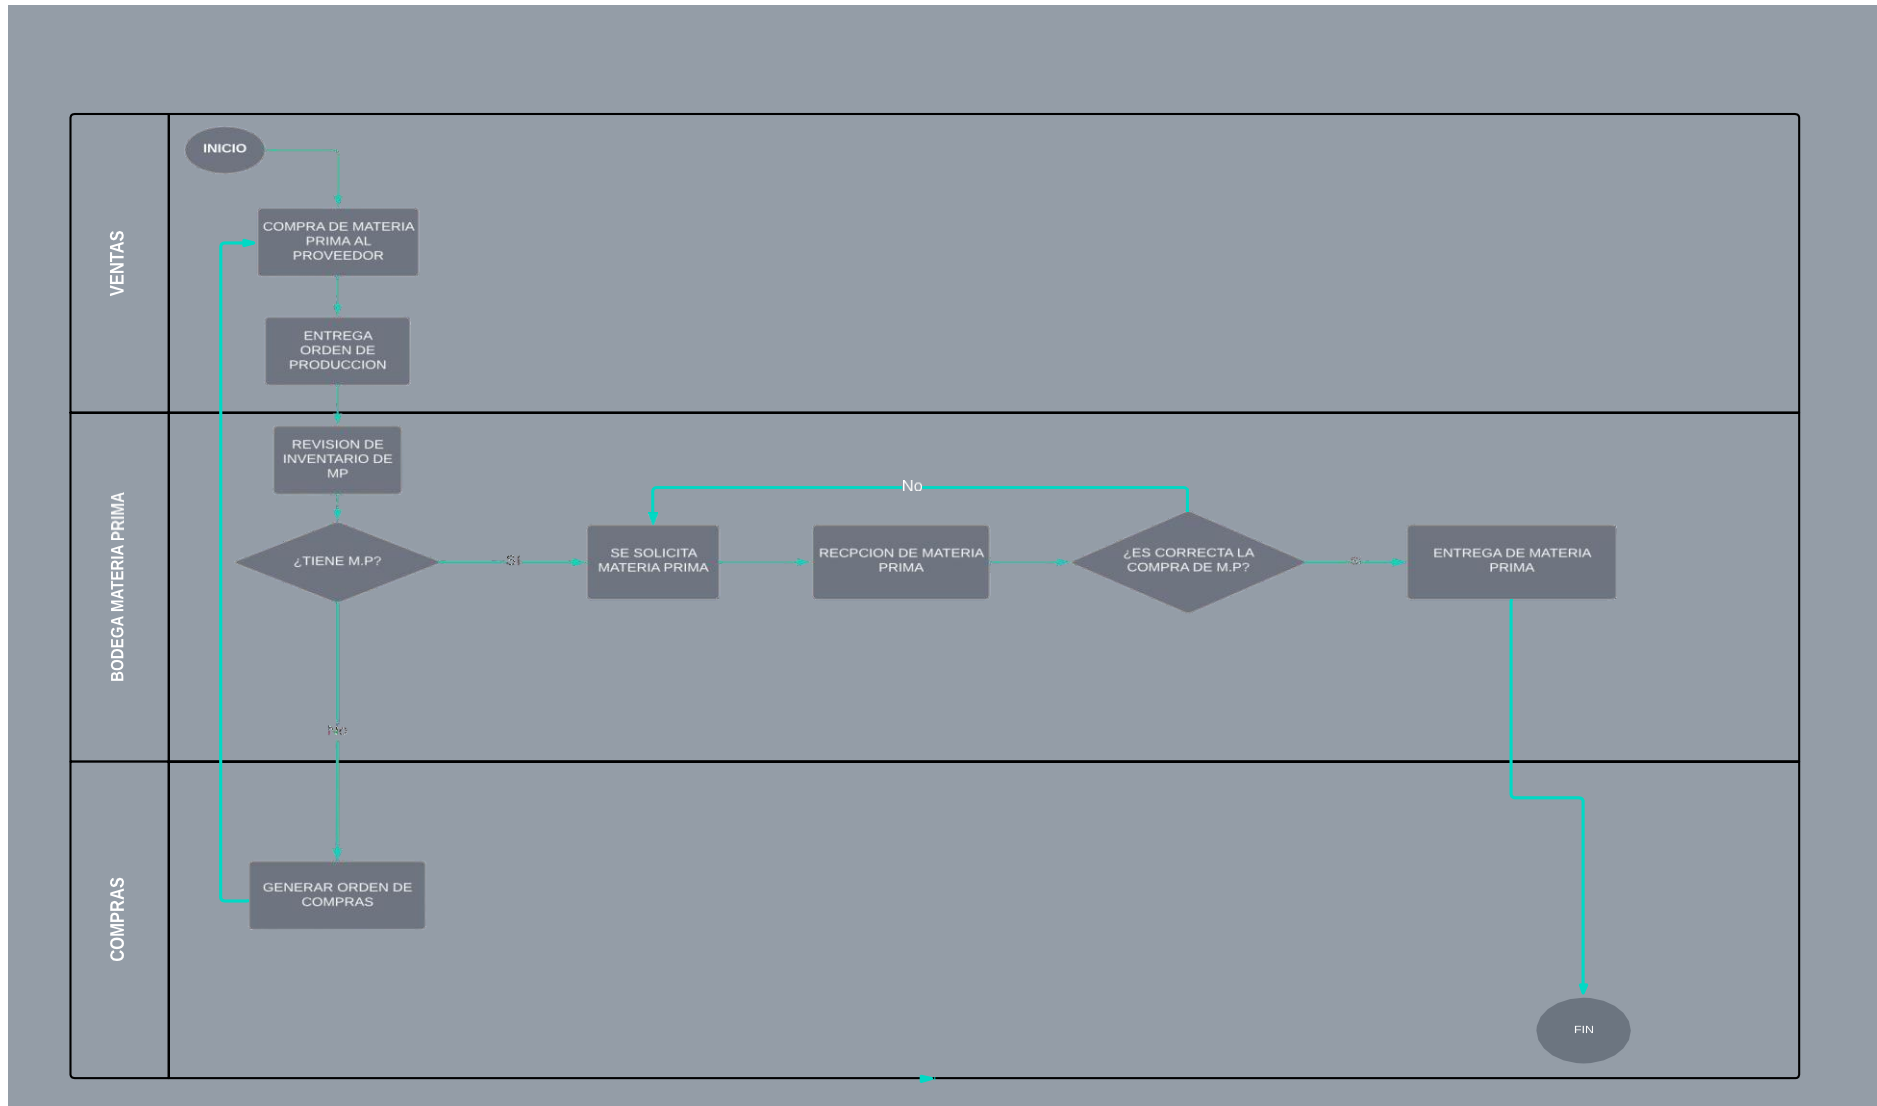 VENTAS
INICIO
COMPRA DE MATERIA
PRIMA AL
PROVEEDOR
ENTREGA
ORDEN DE
PRODUCCION
BODEGA MATERIA PRIMA
REVISION DE
INVENTARIO DE
MP
¿TIENE M.P?
SI
SE SOLICITA
MATERIA PRIMA
RECPCION DE MATERIA
PRIMA
No
¿ES CORRECTA LA
COMPRA DE M.P?
ENTREGA DE MATERIA
PRIMA
No
COMPRAS
GENERAR ORDEN DE
COMPRAS
FIN